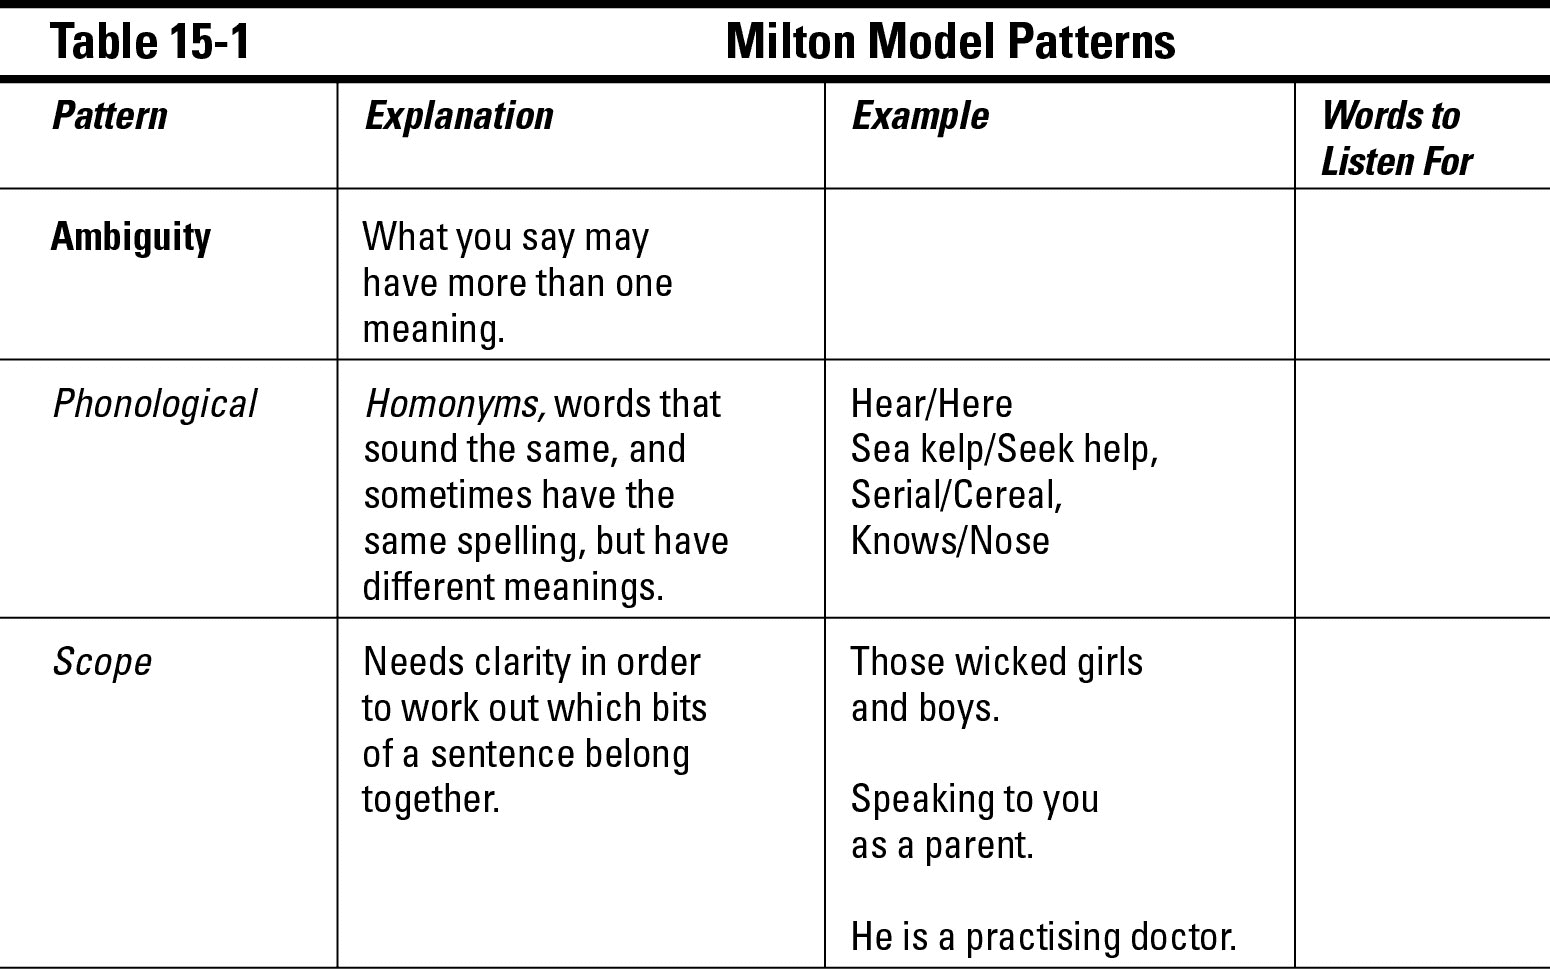 Table 15-1 Milton Model Patterns
Pattern Explanation Example Words to
Listen For
Ambiguity What you say may
have more than one
meaning.
Phonological Homonyms, words that Hear/Here
sound the same, and Sea kelp/Seek help,
sometimes have the Serial/Cereal,
same spelling, but have Knows/Nose
different meanings.
Scope Needs clarity in order Those wicked girls
to work out which bits and boys.
of a sentence belong
together. Speaking to you
as a parent.
He is a practising doctor.